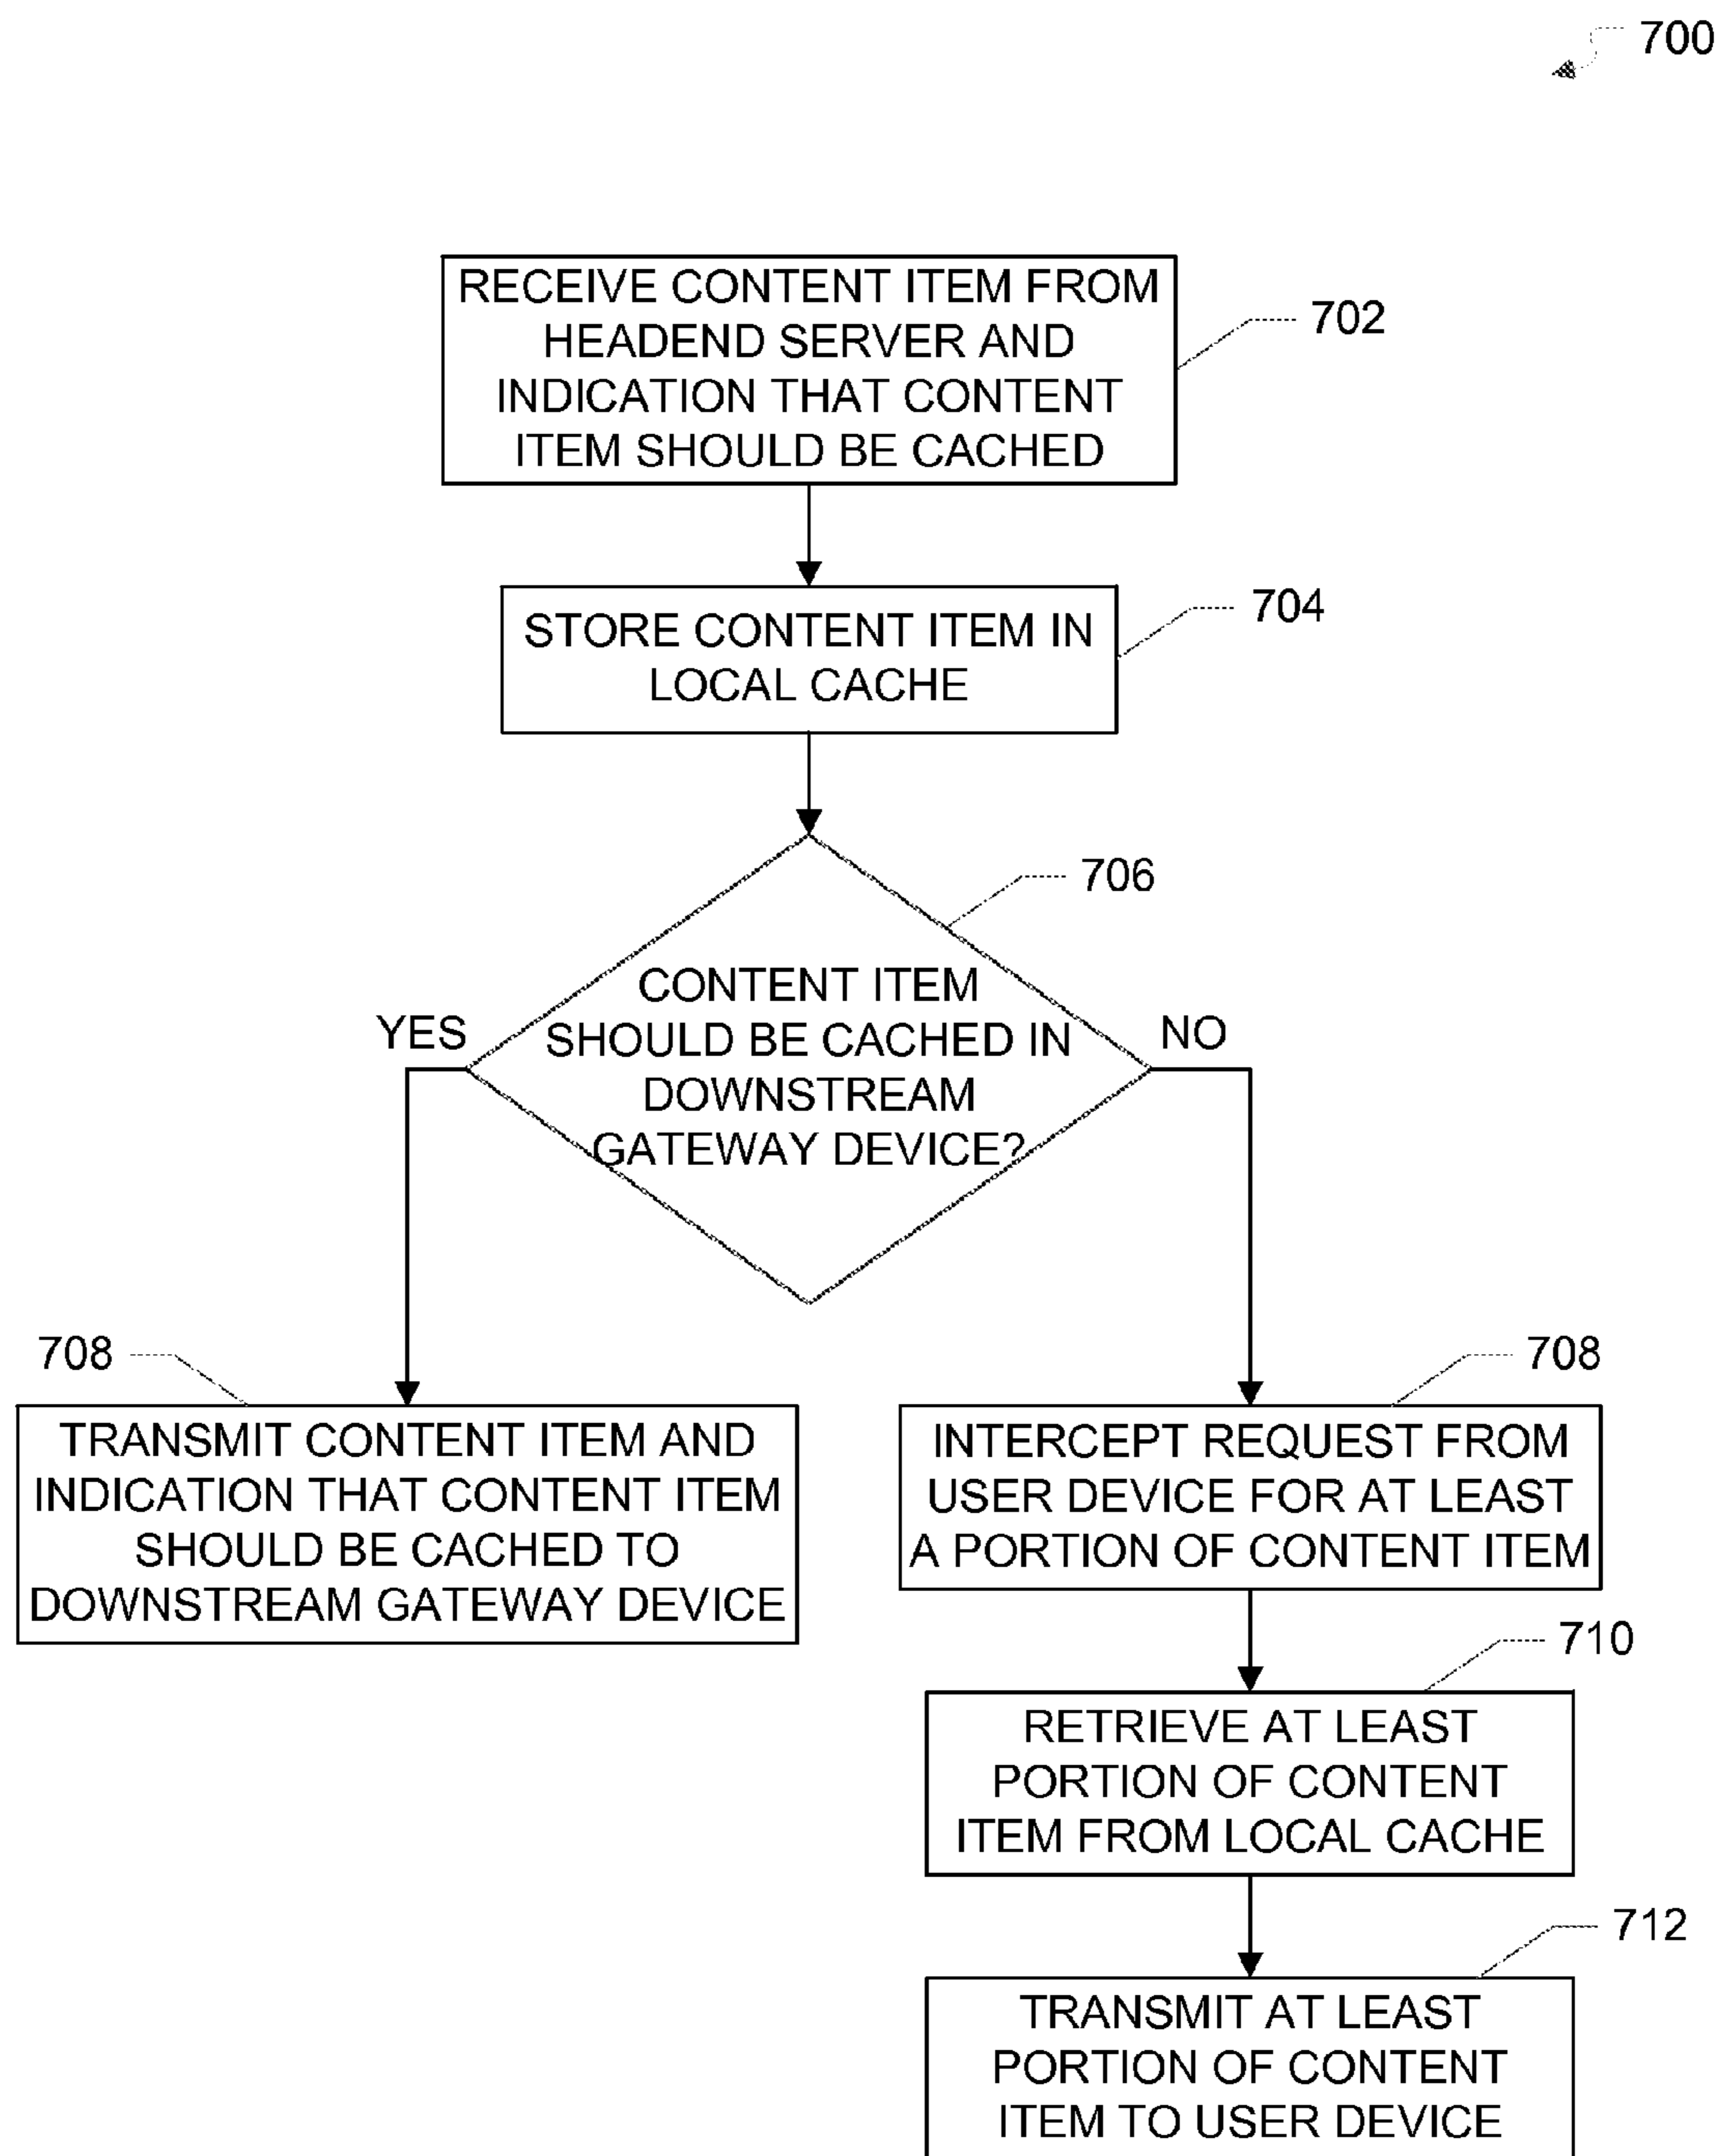 700
RECEIVE CONTENT ITEM FROM
HEADEND SERVER AND
INDICATION THAT CONTENT
ITEM SHOULD BE CACHED
702
STORE CONTENT ITEM IN
LOCAL CACHE
704
706
CONTENT ITEM
SHOULD BE CACHED IN
DOWNSTREAM
GATEWAY DEVICE?
YES
NO
708
TRANSMIT CONTENT ITEM AND
INDICATION THAT CONTENT ITEM
SHOULD BE CACHED TO
DOWNSTREAM GATEWAY DEVICE
708
INTERCEPT REQUEST FROM
USER DEVICE FOR AT LEAST
A PORTION OF CONTENT ITEM
710
RETRIEVE AT LEAST
PORTION OF CONTENT
ITEM FROM LOCAL CACHE
712
TRANSMIT AT LEAST
PORTION OF CONTENT
ITEM TO USER DEVICE